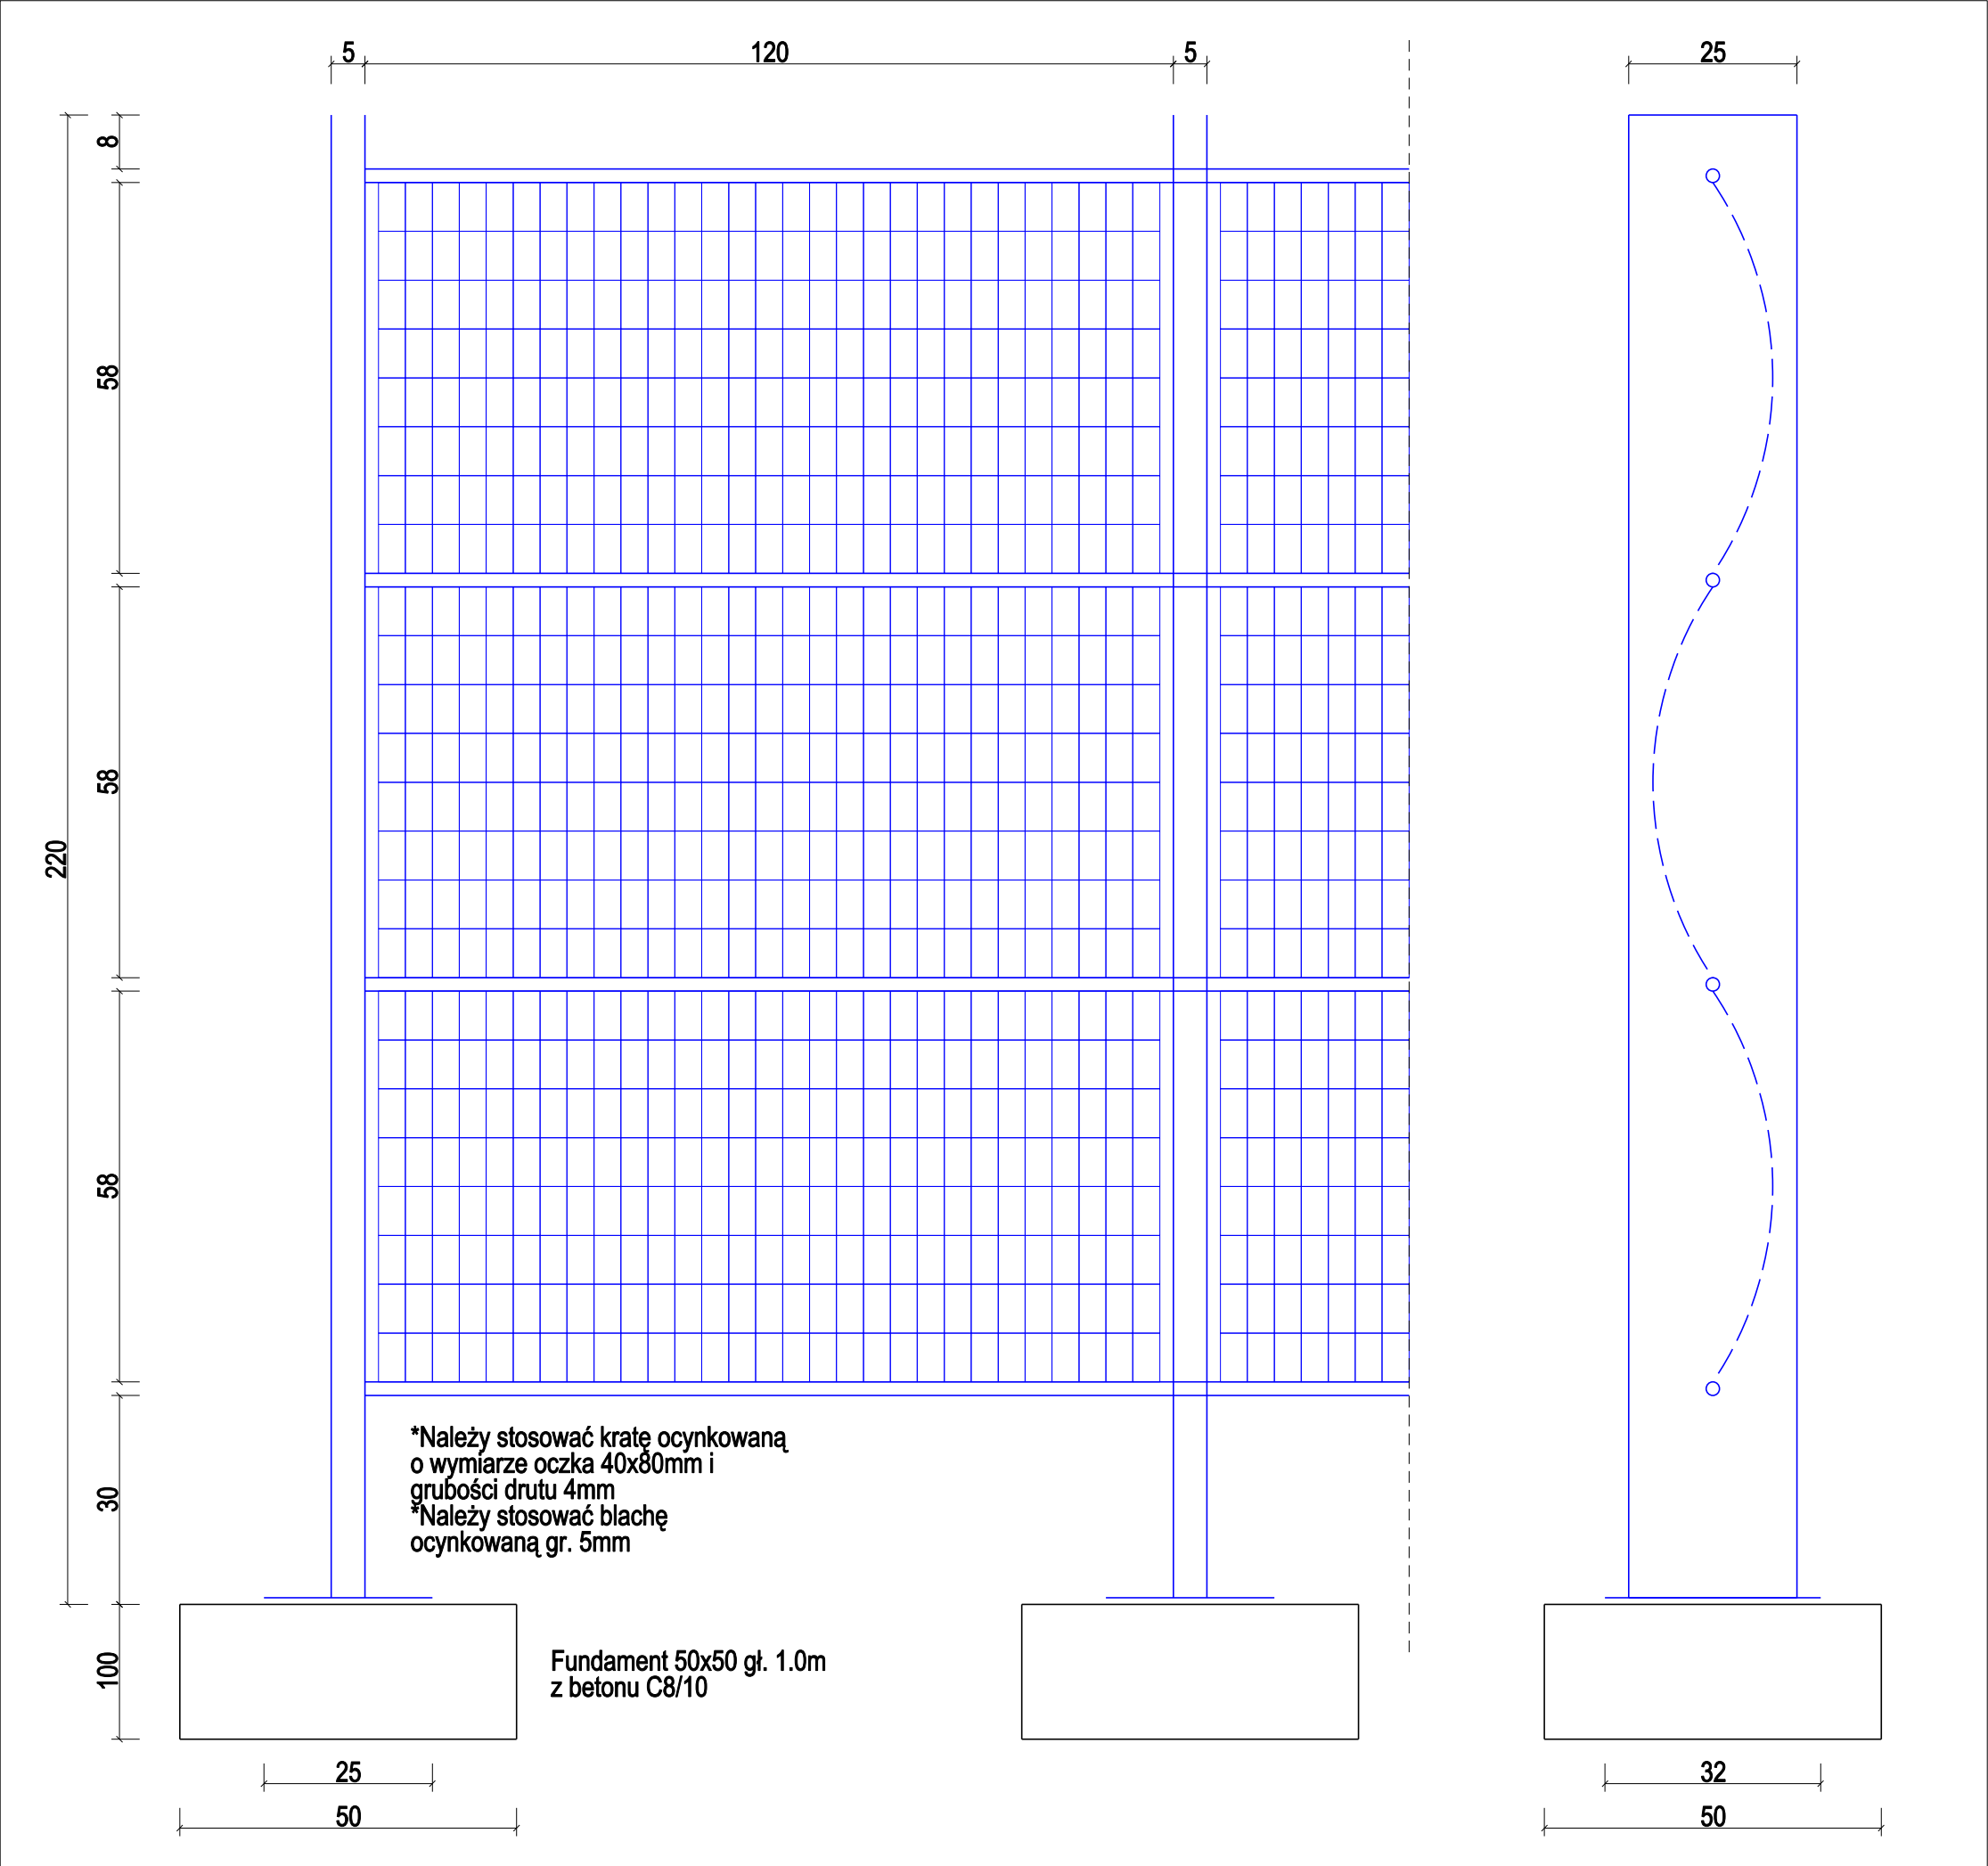 5
120
5
25
8
58
58
220
58
30
100
*Należy stosować kratę ocynkowaną
o wymiarze oczka 40x80mm i
grubości drutu 4mm
*Należy stosować blachę
ocynkowaną gr. 5mm
Fundament 50x50 gł. 1.0m
z betonu C8/10
25
50
32
50